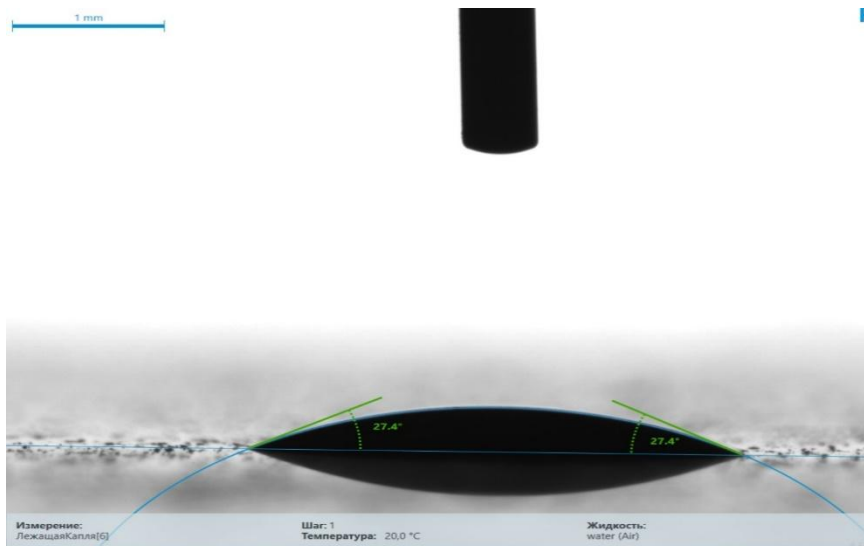 1 mm
27.4°
27.4°
Измерение:
ЛежащаяКапля[6]
Шаг: 1
Температура: 20,0 °C
Жидкость:
water (Air)